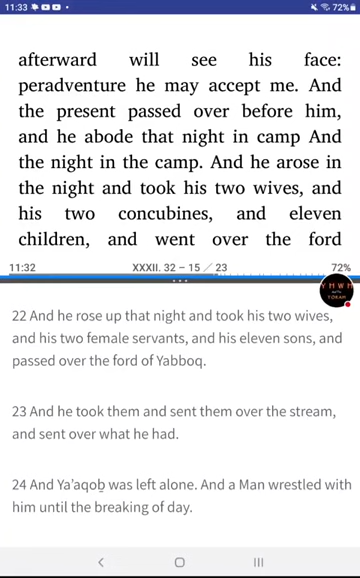 11:33
72%
afterward will see his face:
peradventure he may accept me. And
the present passed over before him,
and he abode that night in camp And
the night in the camp. And he arose in
the night and took his two wives, and
his two concubines, and eleven
children, and went over the ford
11:32 XXXII. 32 – 15 / 23 72%
Y M W M
TORAH
22 And he rose up that night and took his two wives,
and his two female servants, and his eleven sons, and
passed over the ford of Yabboq.
23 And he took them and sent them over the stream,
and sent over what he had.
24 And Ya’aqoḇ was left alone. And a Man wrestled with
him until the breaking of day.